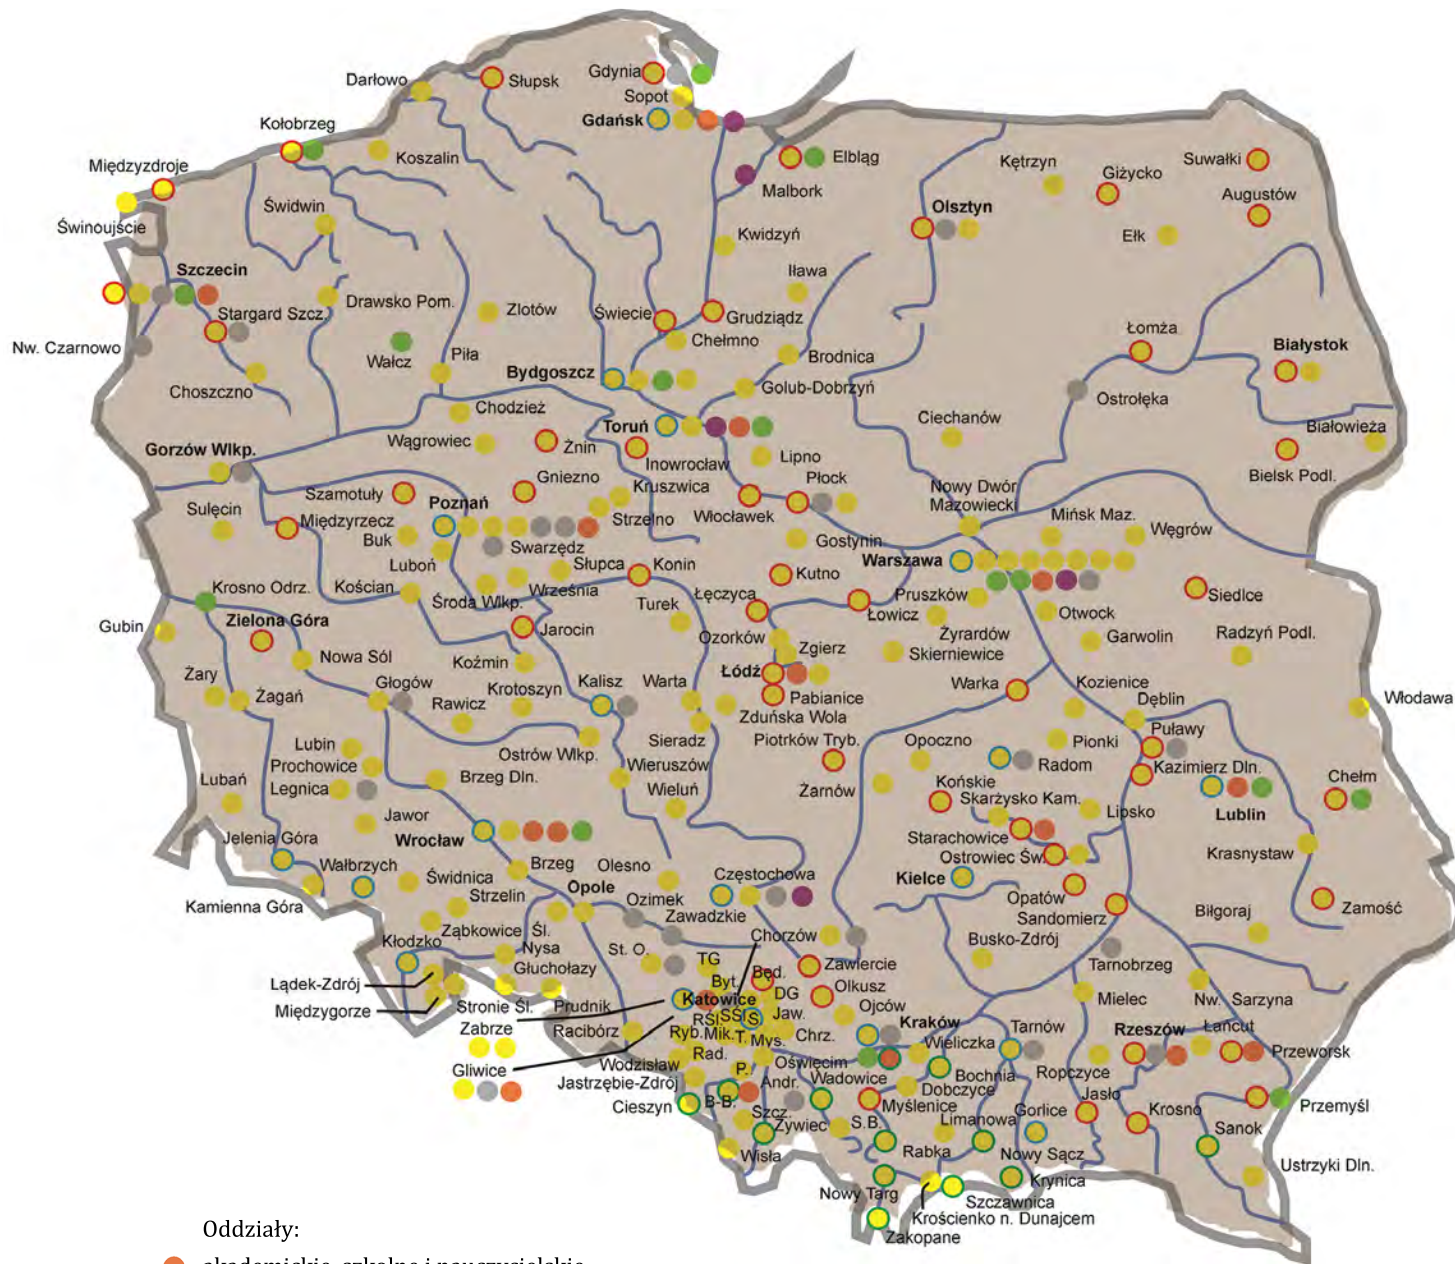 Darłowo
Słupsk
Gdynia
Sopot
Gdańsk
Kołobrzeg
Koszalin
Elbląg
Malbork
Kętrzyn
Suwałki
Giżycko
Augustów
Międzyzdroje
Świnoujście
Świdwin
Kwidzyń
Olsztyn
Ełk
Szczecin
Stargard Szcz.
Drawsko Pom.
Iława
Zlotów
Świecie
Grudziądz
Nw. Czarnowo
Wałcz
Piła
Chełmno
Brodnica
Łomża
Białystok
Choszczno
Bydgoszcz
Golub-Dobrzyń
Ostrołęka
Chodzież
Ciechanów
Białowieża
Toruń
Wągrowiec
Żnin
Inowrocław
Lipno
Bielsk Podl.
Gorzów Wlkp.
Gniezno
Kruszwica
Płock
Nowy Dwór
Mazowiecki
Szamotuły
Poznań
Strzelno
Włocławek
Sulęcin
Międzyrzecz
Buk
Swarzędz
Gostynin
Mińsk Maz.
Węgrów
Luboń
Słupca
Konin
Kutno
Warszawa
Krosno Odrz.
Kościan
Środa Wlkp.
Września
Łęczyca
Pruszków
Siedlce
Gubin
Zielona Góra
Jarocin
Turek
Łowicz
Otwock
Ozorków
Żyrardów
Garwolin
Radzyń Podl.
Zgierz
Skierniewice
Nowa Sól
Koźmin
Łódź
Żary
Żagań
Głogów
Krotoszyn
Kalisz
Warta
Pabianice
Warka
Kozienice
Dęblin
Włodawa
Rawicz
Zduńska Wola
Puławy
Lubin
Ostrów Wlkp.
Sieradz
Piotrków Tryb.
Opoczno
Pionki
Prochowice
Wieruszów
Radom
Kazimierz Dln.
Chełm
Lubań
Legnica
Brzeg Dln.
Wieluń
Żarnów
Końskie
Skarżysko Kam.
Lipsko
Lublin
Jawor
Jelenia Góra
Wrocław
Starachowice
Ostrowiec Św.
Krasnystaw
Wałbrzych
Brzeg
Olesno
Częstochowa
Kielce
Kamienna Góra
Świdnica
Strzelin
Opole
Ozimek
Opatów
Sandomierz
Zamość
Zawadzkie
Biłgoraj
Kłodzko
Ząbkowice Śl.
Nysa
St. O.
Chorzów
Busko-Zdrój
Tarnobrzeg
Głuchołazy
TG
Zawiercie
Lądek-Zdrój
Byt.
Będ.
Olkusz
Mielec
Nw. Sarzyna
Międzygorze
Stronie Śl.
Prudnik
Katowice
DG
Ojców
Zabrze
Racibórz
RŚl
SŚl
S
Jaw.
Kraków
Tarnów
Rzeszów
Łańcut
Ryb.
Mik.
T.
Mys.
Chrz.
Wieliczka
Przeworsk
Gliwice
Wodzisław
Rad.
Oświęcim
Bochnia
Ropczyce
Jastrzębie-Zdrój
P.
Andr.
Wadowice
Dobczyce
Cieszyn
B-B.
Szcz.
Myślenice
Gorlice
Jasło
Krosno
Przemyśl
Żywiec
S.B.
Limanowa
Sanok
Wisła
Rabka
Nowy Sącz
Ustrzyki Dln.
Nowy Targ
Krynica
Szczawnica
Krościenko n. Dunajcem
Zakopane
Oddziały:
akademickie, szkolne i nauczycielskie